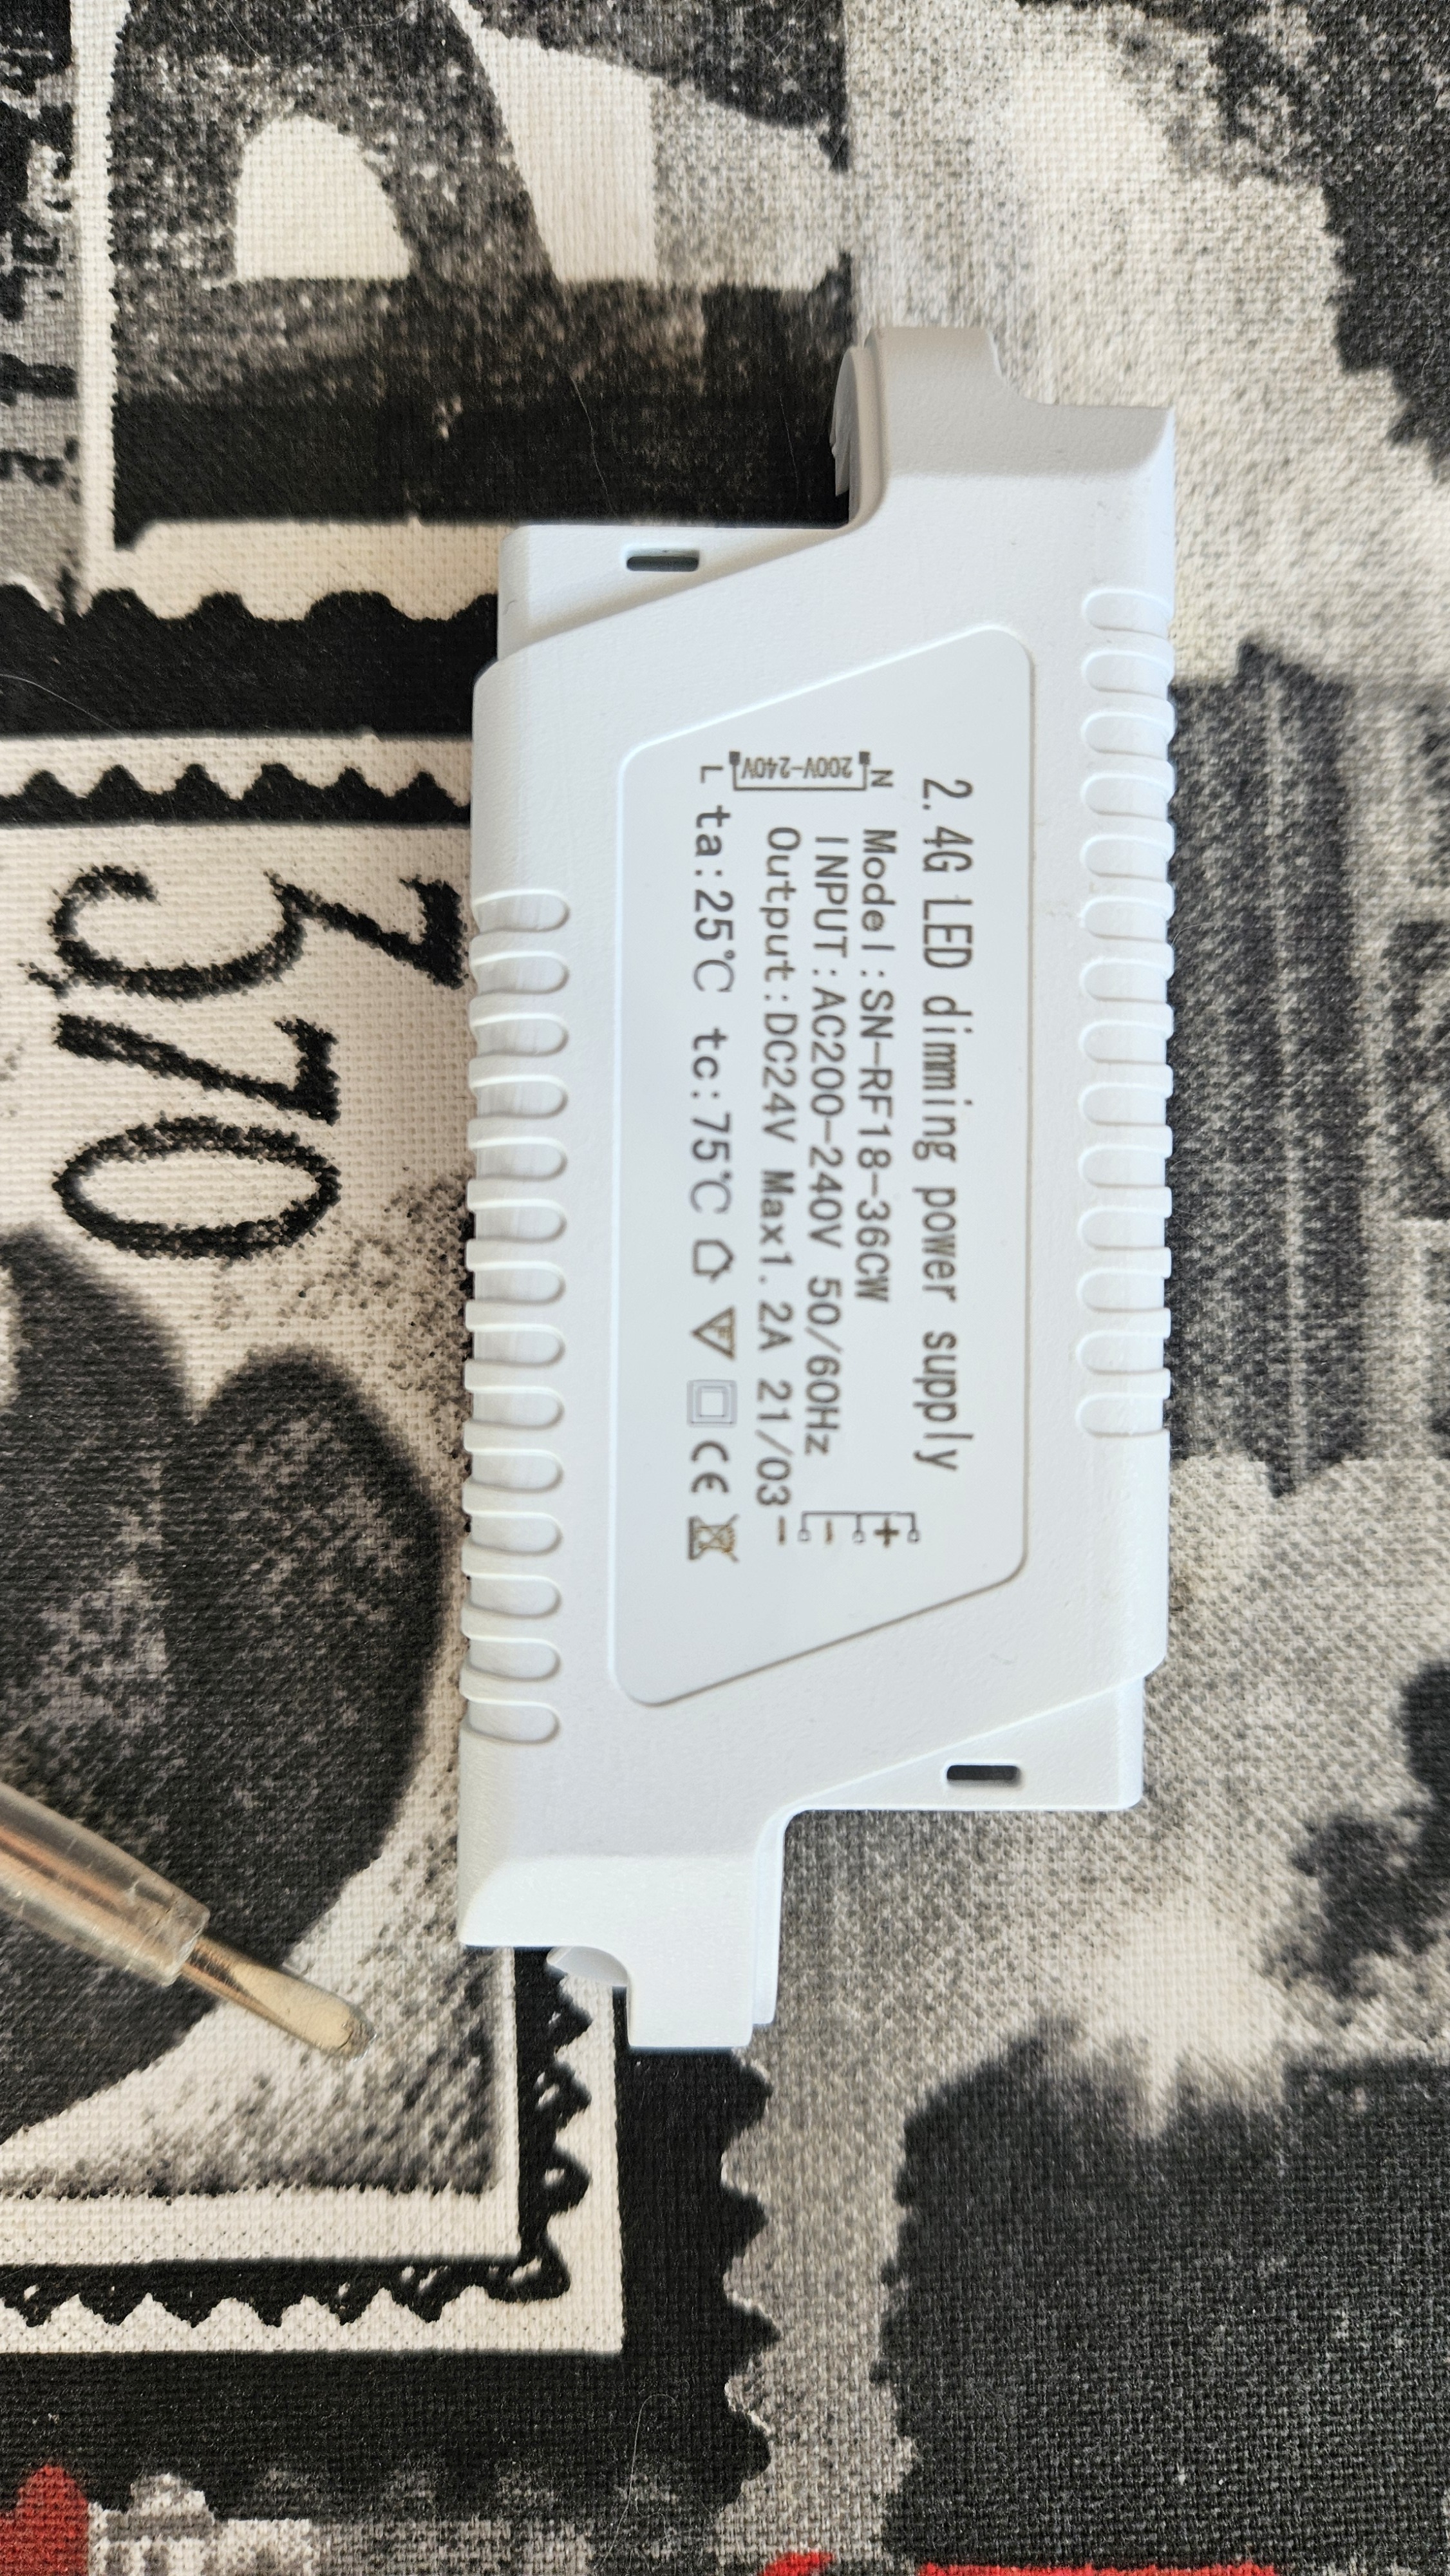 2.4G LED dimming power supply
Model:SN-RF18-36CW
INPUT:AC200-240V 50/60Hz
Output:DC24V Max1.2A 21/03
ta:25℃ tc:75℃ F CE
N
200V-240V
L
+
-
-
570